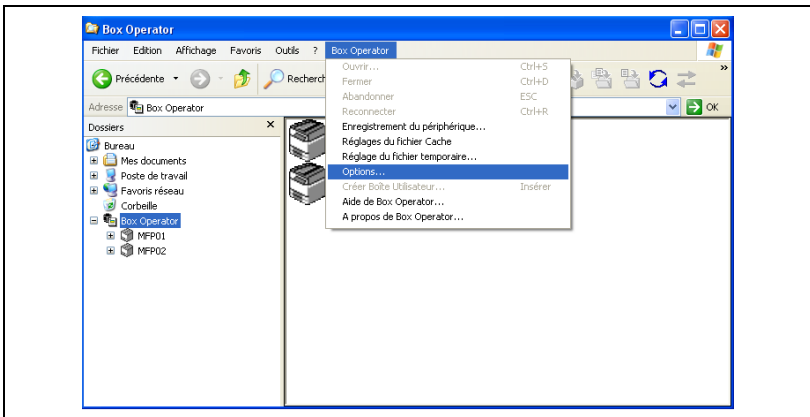 Box Operator
Fichier Edition Affichage Favoris Outils ? Box Operator
Précédente Recherch »
Adresse Box Operator OK
Dossiers ×
Bureau
Mes documents
Poste de travail
Favoris réseau
Corbeille
Box Operator
MFP01
MFP02
Ouvrir... Ctrl+S
Fermer Ctrl+D
Abandonner ESC
Reconnecter Ctrl+R
Enregistrement du périphérique...
Réglages du fichier Cache
Réglage du fichier temporaire...
Options...
Créer Boîte Utilisateur... Insérer
Aide de Box Operator...
A propos de Box Operator...